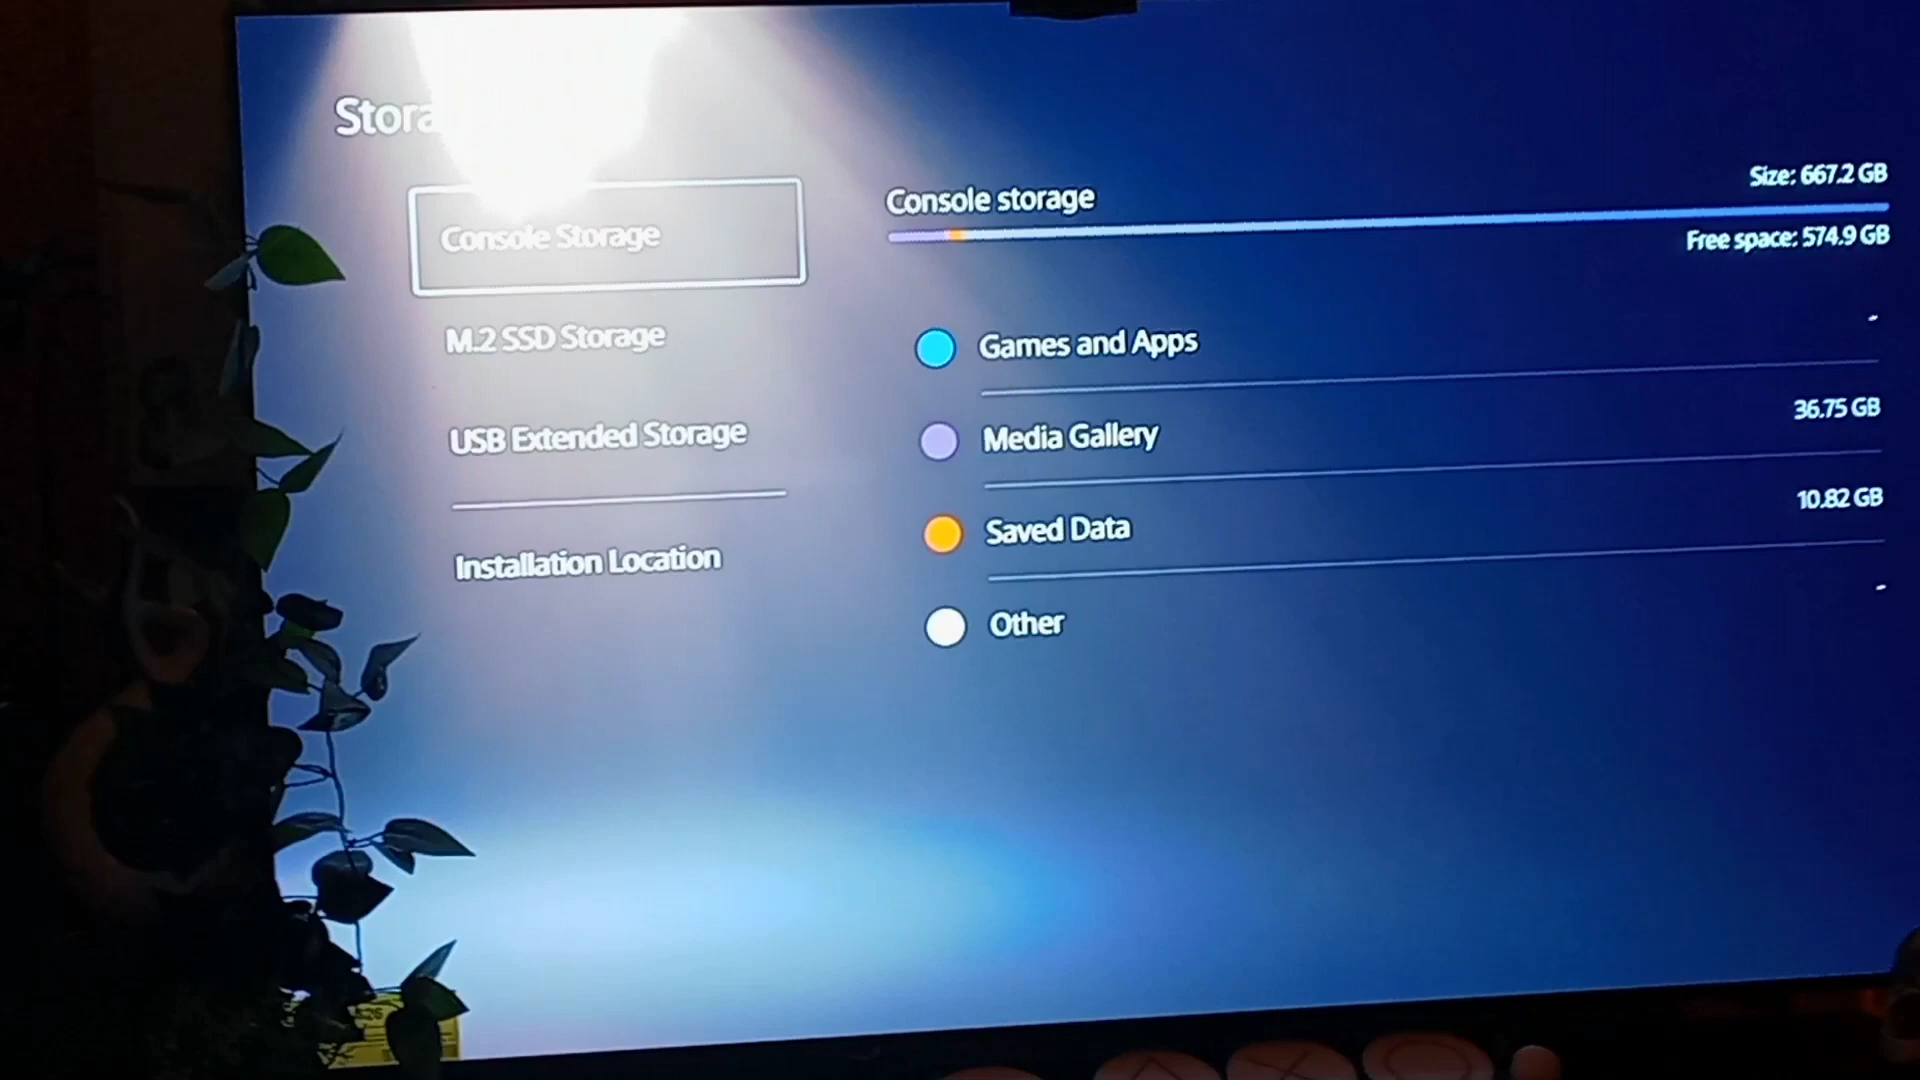 Console Storage
M.2 SSD Storage
USB Extended Storage
Installation Location
Console storage
Size: 667.2 GB
Free space: 574.9 GB
Games and Apps
-
Media Gallery
36.75 GB
Saved Data
10.82 GB
Other
-